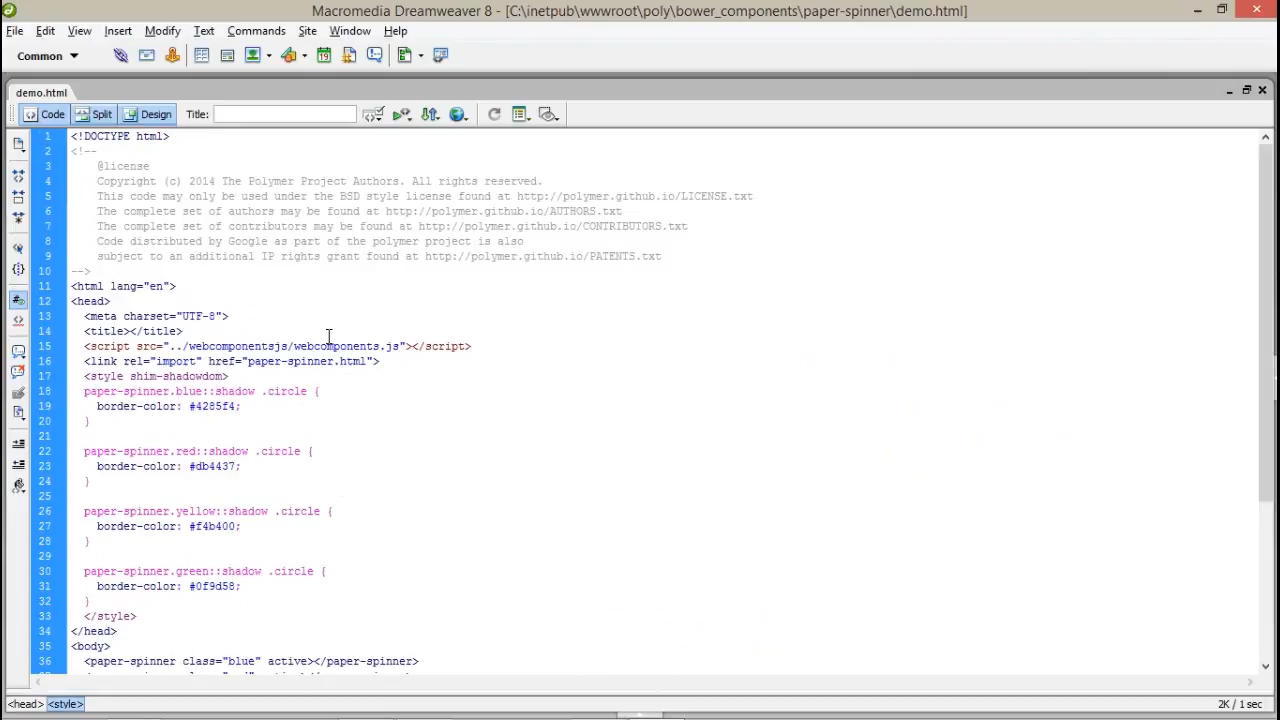 Macromedia Dreamweaver 8 - [C:\inetpub\wwwroot\poly\bower_components\paper-spinner\demo.html]
File Edit View Insert Modify Text Commands Site Window Help
Common
demo.html
Code Split Design Title:
1 <!DOCTYPE html>
2 <!--
3 @license
4 Copyright (c) 2014 The Polymer Project Authors. All rights reserved.
5 This code may only be used under the BSD style license found at http://polymer.github.io/LICENSE.txt
6 The complete set of authors may be found at http://polymer.github.io/AUTHORS.txt
7 The complete set of contributors may be found at http://polymer.github.io/CONTRIBUTORS.txt
8 Code distributed by Google as part of the polymer project is also
9 subject to an additional IP rights grant found at http://polymer.github.io/PATENTS.txt
10 -->
11 <html lang="en">
12 <head>
13 <meta charset="UTF-8">
14 <title></title>
15 <script src="../webcomponentsjs/webcomponents.js"></script>
16 <link rel="import" href="paper-spinner.html">
17 <style shim-shadowdom>
18 paper-spinner.blue::shadow .circle {
19 border-color: #4285f4;
20 }
21
22 paper-spinner.red::shadow .circle {
23 border-color: #db4437;
24 }
25
26 paper-spinner.yellow::shadow .circle {
27 border-color: #f4b400;
28 }
29
30 paper-spinner.green::shadow .circle {
31 border-color: #0f9d58;
32 }
33 </style>
34 </head>
35 <body>
36 <paper-spinner class="blue" active></paper-spinner>
<head> <style> 2K / 1 sec